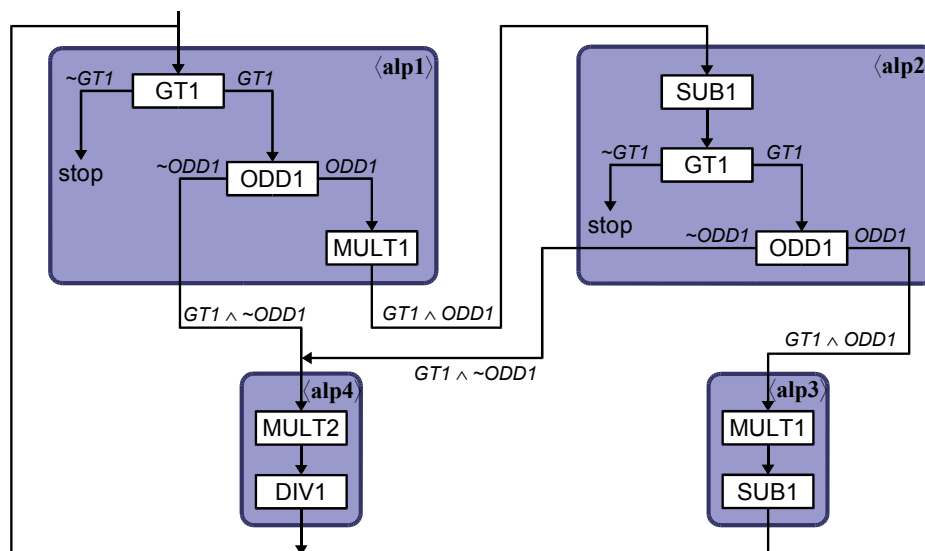 ⟨alp1⟩
~GT1
GT1
GT1
stop
~ODD1
ODD1
ODD1
MULT1
⟨alp2
SUB1
~GT1
GT1
GT1
stop
~ODD1
ODD1
ODD1
GT1 ∧ ~ODD1
GT1 ∧ ODD1
GT1 ∧ ~ODD1
GT1 ∧ ODD1
⟨alp4⟩
MULT2
DIV1
⟨alp3⟩
MULT1
SUB1